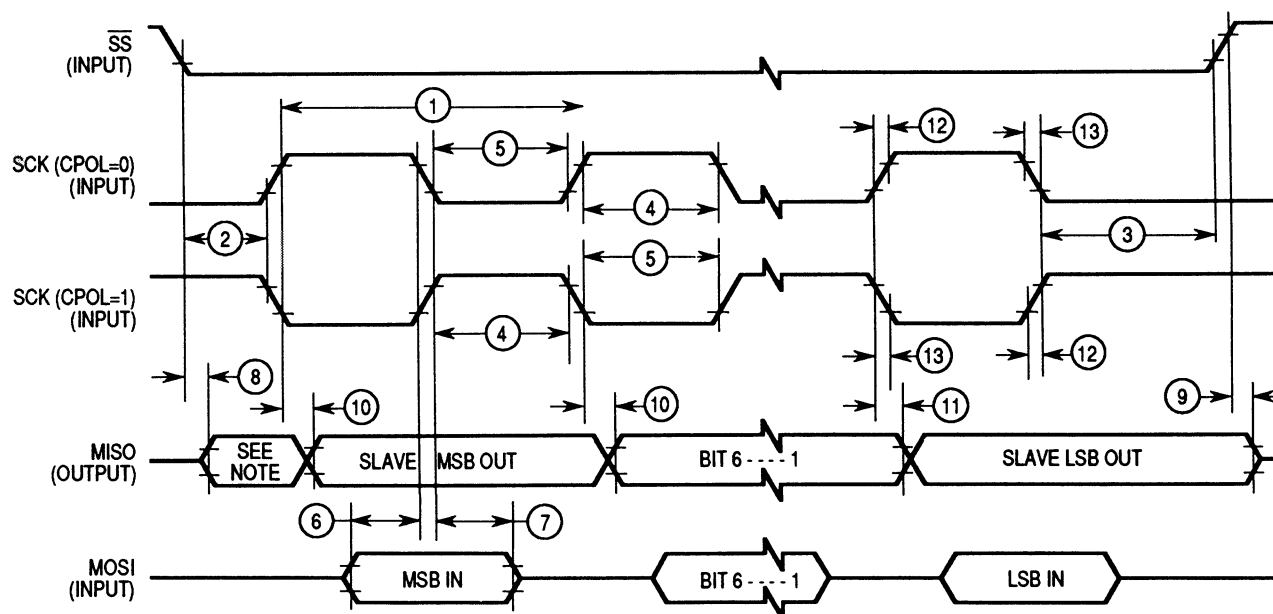 SS
(INPUT)
1
12
13
SCK (CPOL=0)
(INPUT)
5
4
2
3
SCK (CPOL=1)
(INPUT)
5
4
13
12
8
10
10
11
9
MISO
(OUTPUT)
SEE
NOTE
SLAVE MSB OUT
BIT 6 - - - - 1
SLAVE LSB OUT
6
7
MOSI
(INPUT)
MSB IN
BIT 6 - - - - 1
LSB IN